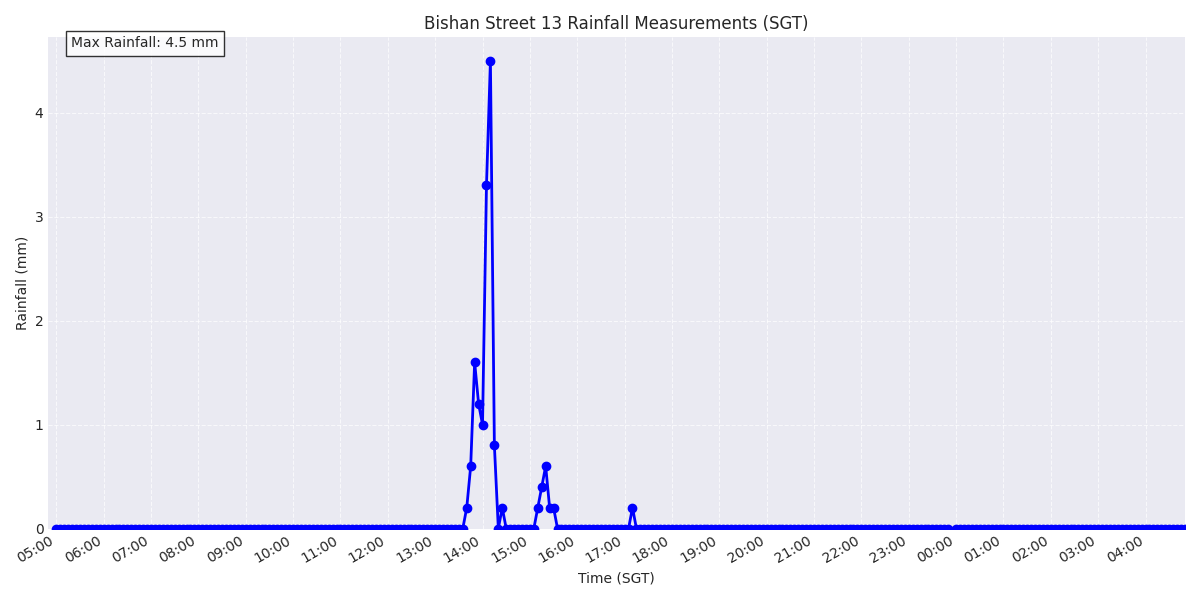 Bishan Street 13 Rainfall Measurements (SGT)
Max Rainfall: 4.5 mm
Rainfall (mm)
4
3
2
1
0
05:00 06:00 07:00 08:00 09:00 10:00 11:00 12:00 13:00 14:00 15:00 16:00 17:00 18:00 19:00 20:00 21:00 22:00 23:00 00:00 01:00 02:00 03:00 04:00
Time (SGT)